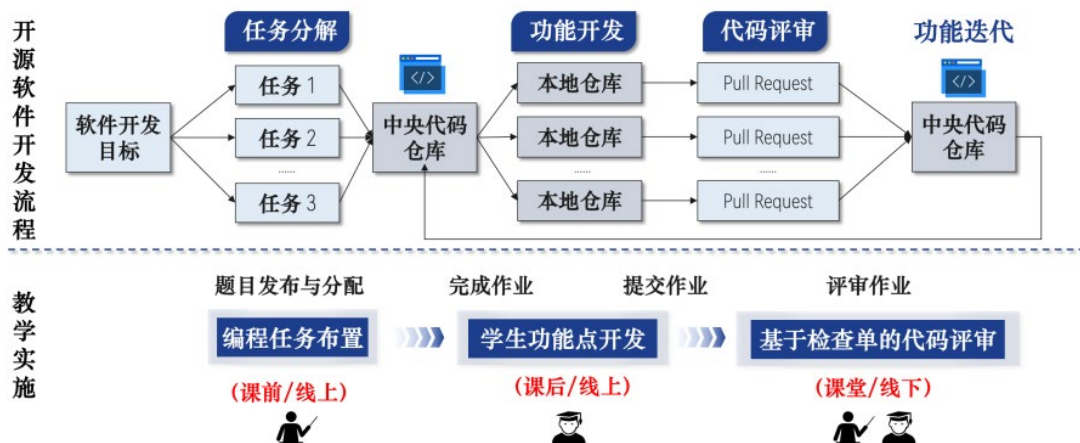 开源软件开发流程
任务分解
功能开发
代码评审
功能迭代
软件开发
目标
任务 1
任务 2
......
任务 3
</>
中央代码
仓库
本地仓库
本地仓库
......
本地仓库
Pull Request
Pull Request
......
Pull Request
</>
中央代码
仓库
教学实施
题目发布与分配
完成作业
提交作业
评审作业
编程任务布置
学生功能点开发
基于检查单的代码评审
(课前/线上)
(课后/线上)
(课堂/线下)